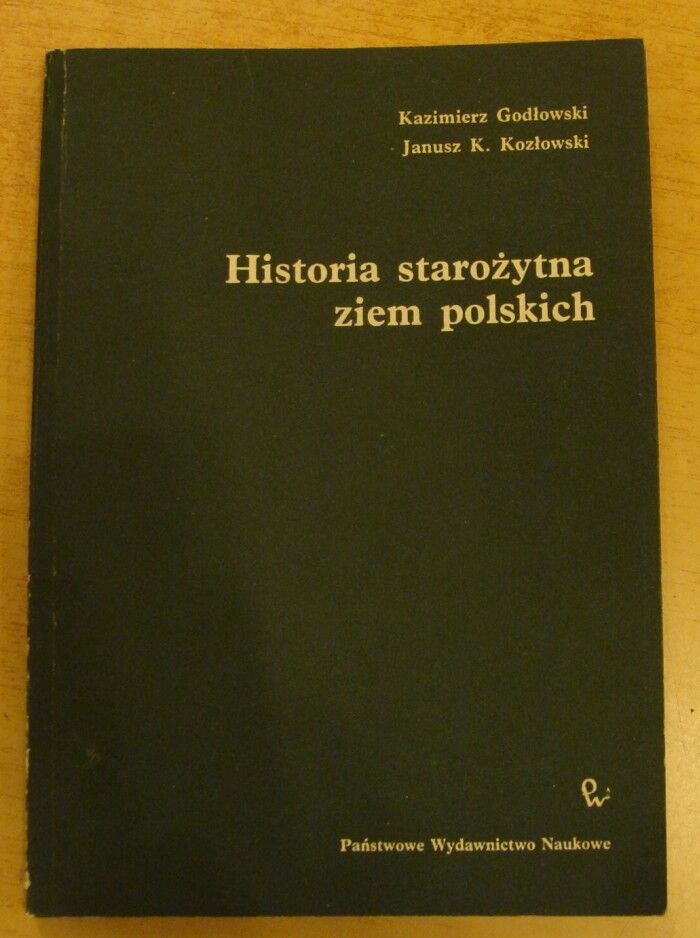 Kazimierz Godłowski
Janusz K. Kozłowski
Historia starożytna
ziem polskich
Państwowe Wydawnictwo Naukowe